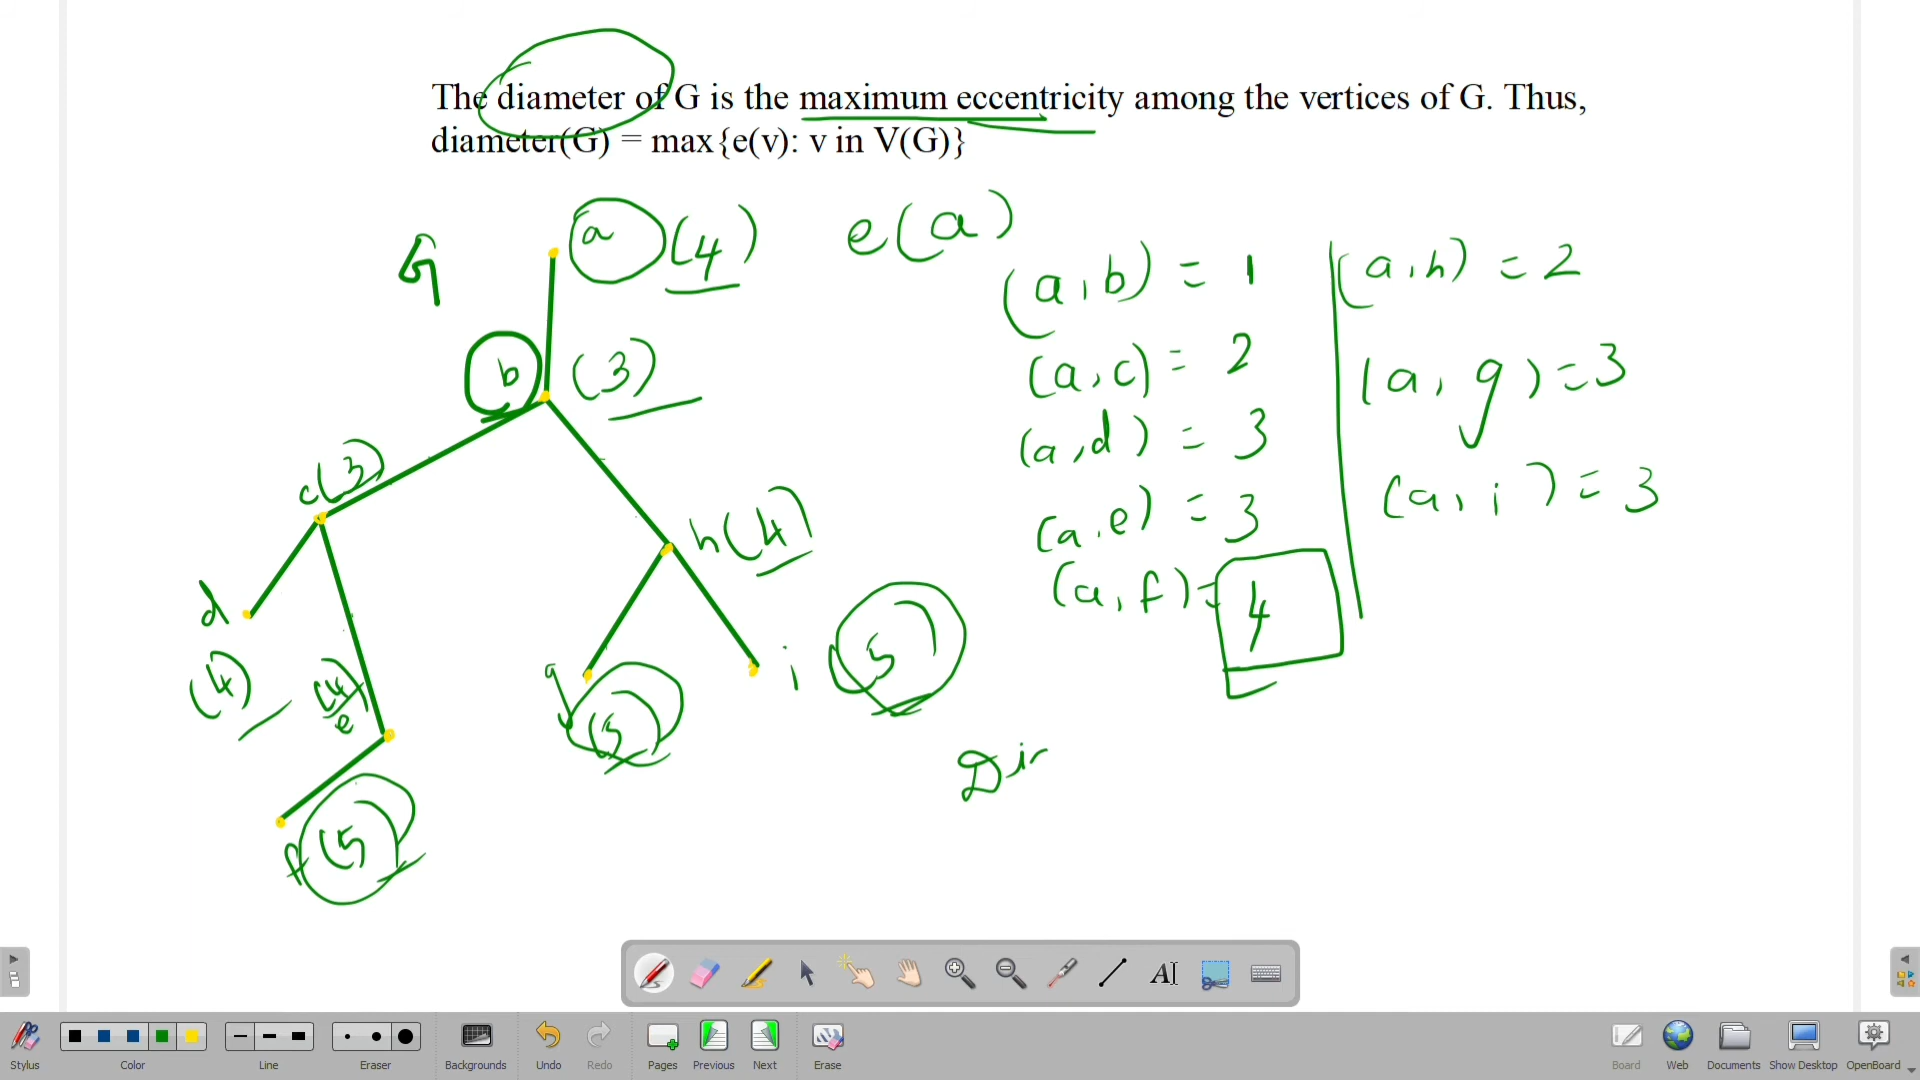 The diameter of G is the maximum eccentricity among the vertices of G. Thus,
diameter(G) = max{e(v): v in V(G)}
G
a (4)
e(a)
(a,b) = 1
(a,h) = 2
b (3)
(a,c) = 2
(a,g) = 3
c(3)
(a,d) = 3
(a,i) = 3
h(4)
(a,e) = 3
(a,f) = 4
d
(4)
(4)
e
g
(5)
i (5)
f(5)
Dir
AI
Stylus
Color
Line
Eraser
Backgrounds
Undo
Redo
Pages
Previous
Next
Erase
Board
Web
Documents
Show Desktop
OpenBoard